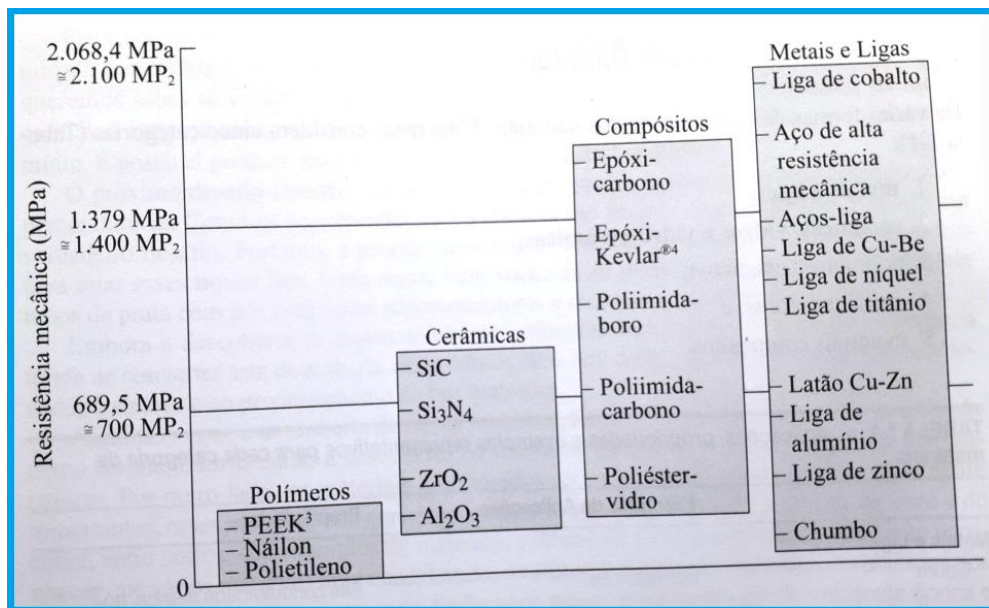 Resistência mecânica (MPa)
2.068,4 MPa
≅ 2.100 MP₂
1.379 MPa
≅ 1.400 MP₂
689,5 MPa
≅ 700 MP₂
0
Polímeros
PEEK³
Náilon
Polietileno
Cerâmicas
SiC
Si₃N₄
ZrO₂
Al₂O₃
Compósitos
Epóxi-
carbono
Epóxi-
Kevlar®⁴
Poliimida-
boro
Poliimida-
carbono
Poliéster-
vidro
Metais e Ligas
Liga de cobalto
Aço de alta
resistência
mecânica
Aços-liga
Liga de Cu-Be
Liga de níquel
Liga de titânio
Latão Cu-Zn
Liga de
alumínio
Liga de zinco
Chumbo